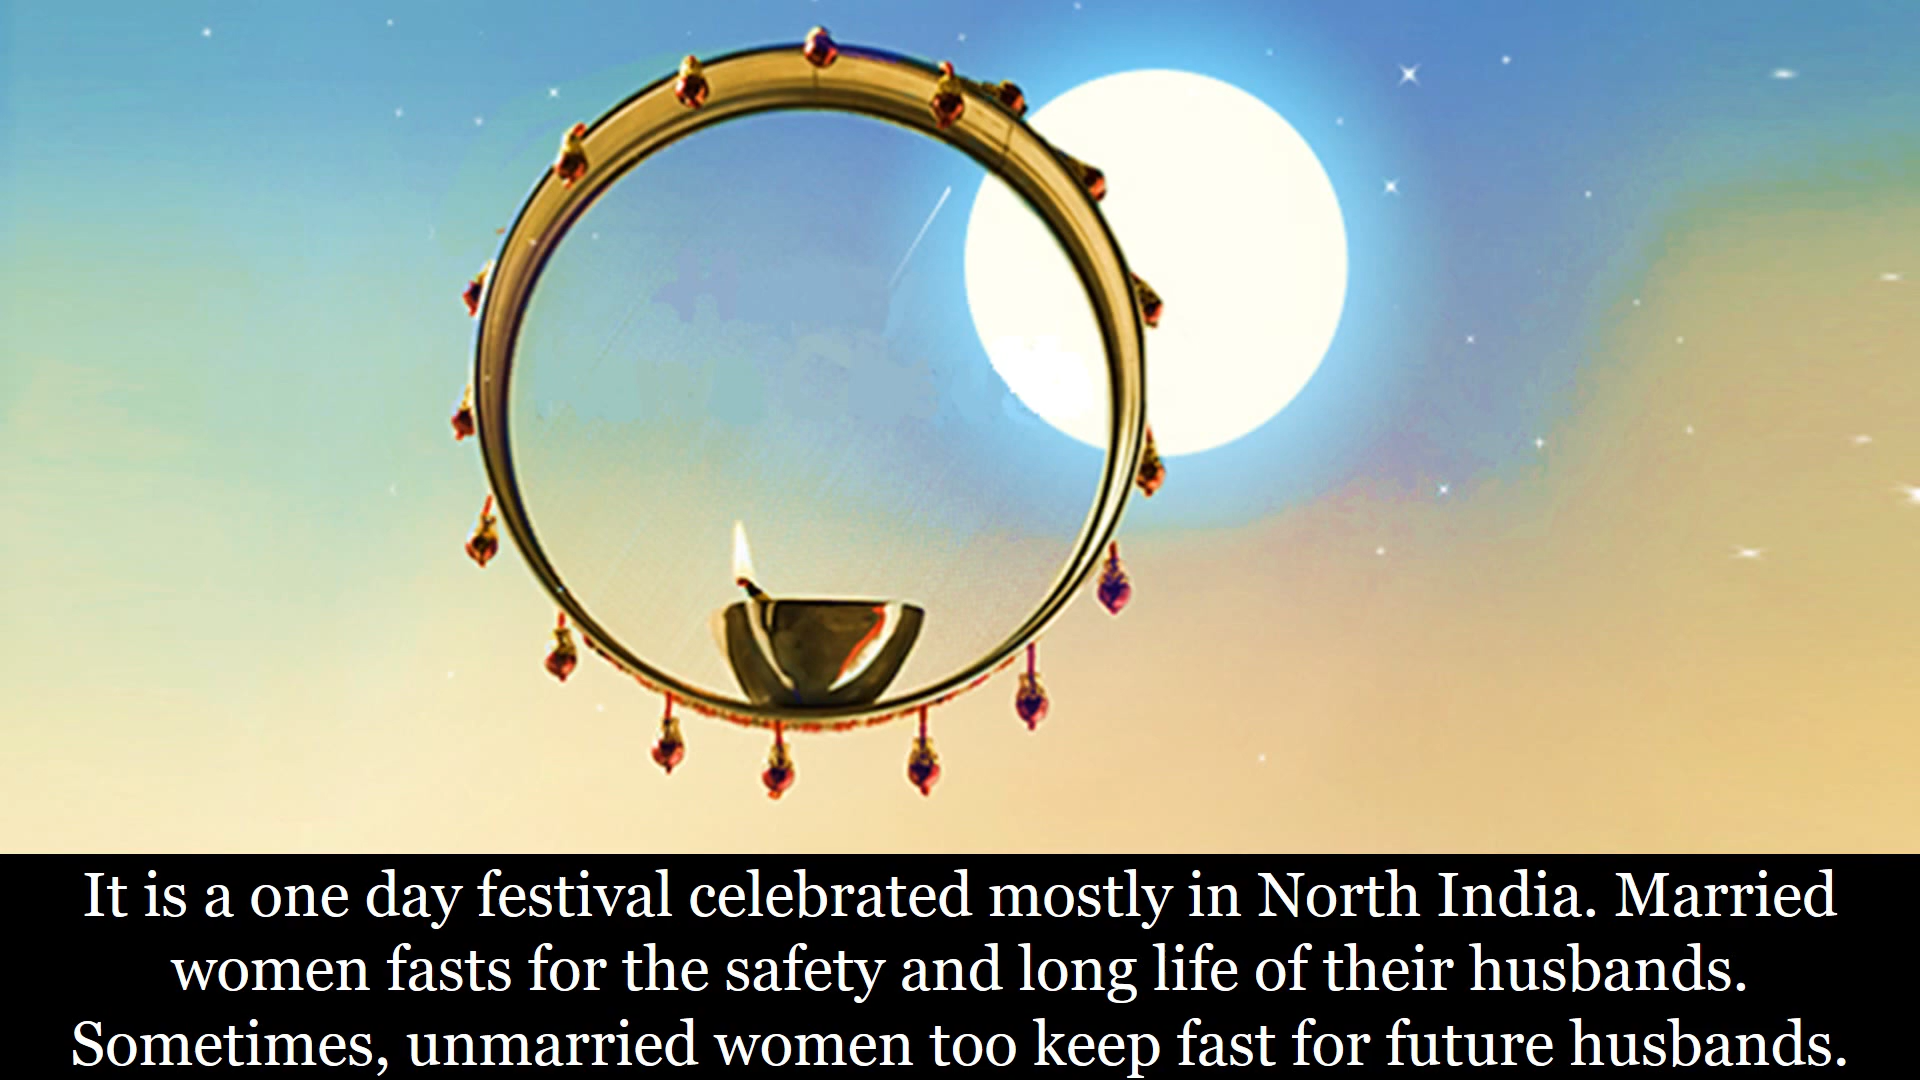 It is a one day festival celebrated mostly in North India. Married
women fasts for the safety and long life of their husbands.
Sometimes, unmarried women too keep fast for future husbands.